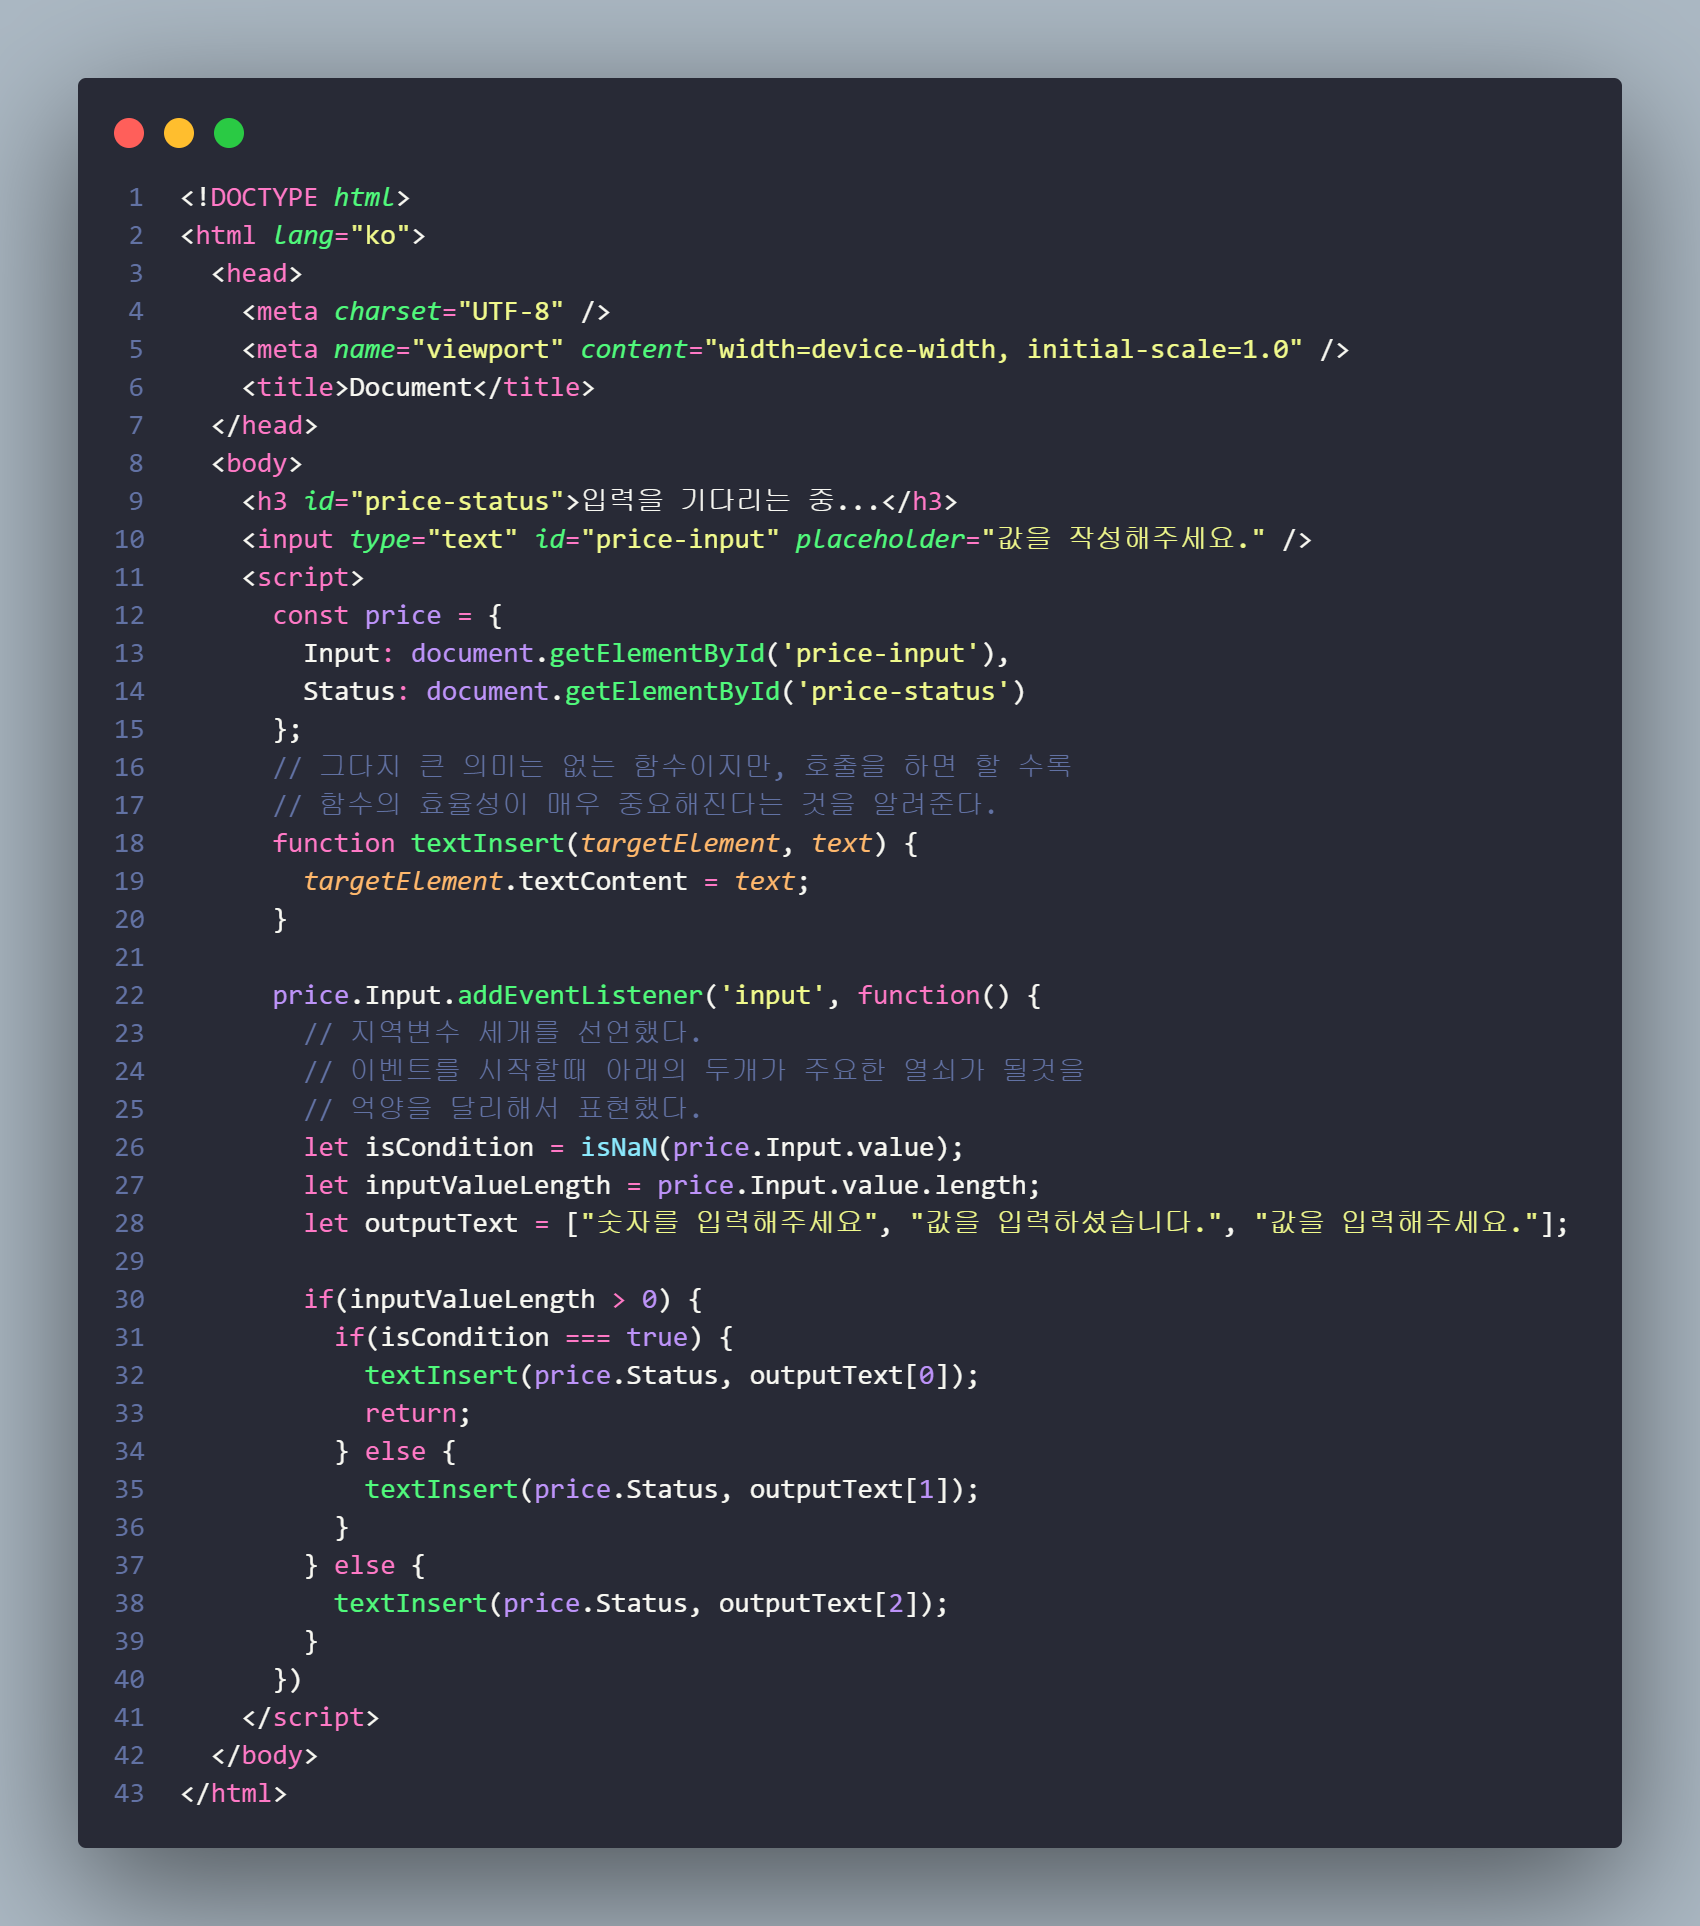 1 <!DOCTYPE html>
2 <html lang="ko">
3   <head>
4     <meta charset="UTF-8" />
5     <meta name="viewport" content="width=device-width, initial-scale=1.0" />
6     <title>Document</title>
7   </head>
8   <body>
9     <h3 id="price-status">입력을 기다리는 중...</h3>
10     <input type="text" id="price-input" placeholder="값을 작성해주세요." />
11     <script>
12       const price = {
13         Input: document.getElementById('price-input'),
14         Status: document.getElementById('price-status')
15       };
16       // 그다지 큰 의미는 없는 함수이지만, 호출을 하면 할 수록
17       // 함수의 효율성이 매우 중요해진다는 것을 알려준다.
18       function textInsert(targetElement, text) {
19         targetElement.textContent = text;
20       }
21
22       price.Input.addEventListener('input', function() {
23         // 지역변수 세개를 선언했다.
24         // 이벤트를 시작할때 아래의 두개가 주요한 열쇠가 될것을
25         // 억양을 달리해서 표현했다.
26         let isCondition = isNaN(price.Input.value);
27         let inputValueLength = price.Input.value.length;
28         let outputText = ["숫자를 입력해주세요", "값을 입력하셨습니다.", "값을 입력해주세요."];
29
30         if(inputValueLength > 0) {
31           if(isCondition === true) {
32             textInsert(price.Status, outputText[0]);
33             return;
34           } else {
35             textInsert(price.Status, outputText[1]);
36           }
37         } else {
38           textInsert(price.Status, outputText[2]);
39         }
40       })
41     </script>
42   </body>
43 </html>